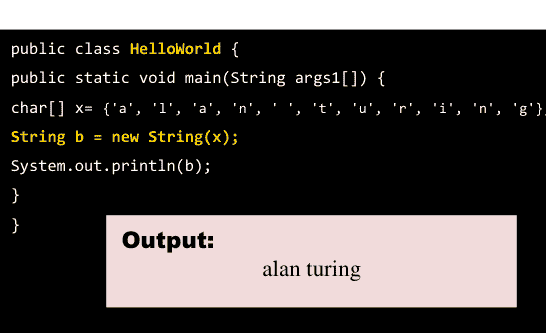 public class HelloWorld {
public static void main(String args1[]) {
char[] x= {'a', 'l', 'a', 'n', ' ', 't', 'u', 'r', 'i', 'n', 'g'};
String b = new String(x);
System.out.println(b);
}
}
Output:
alan turing